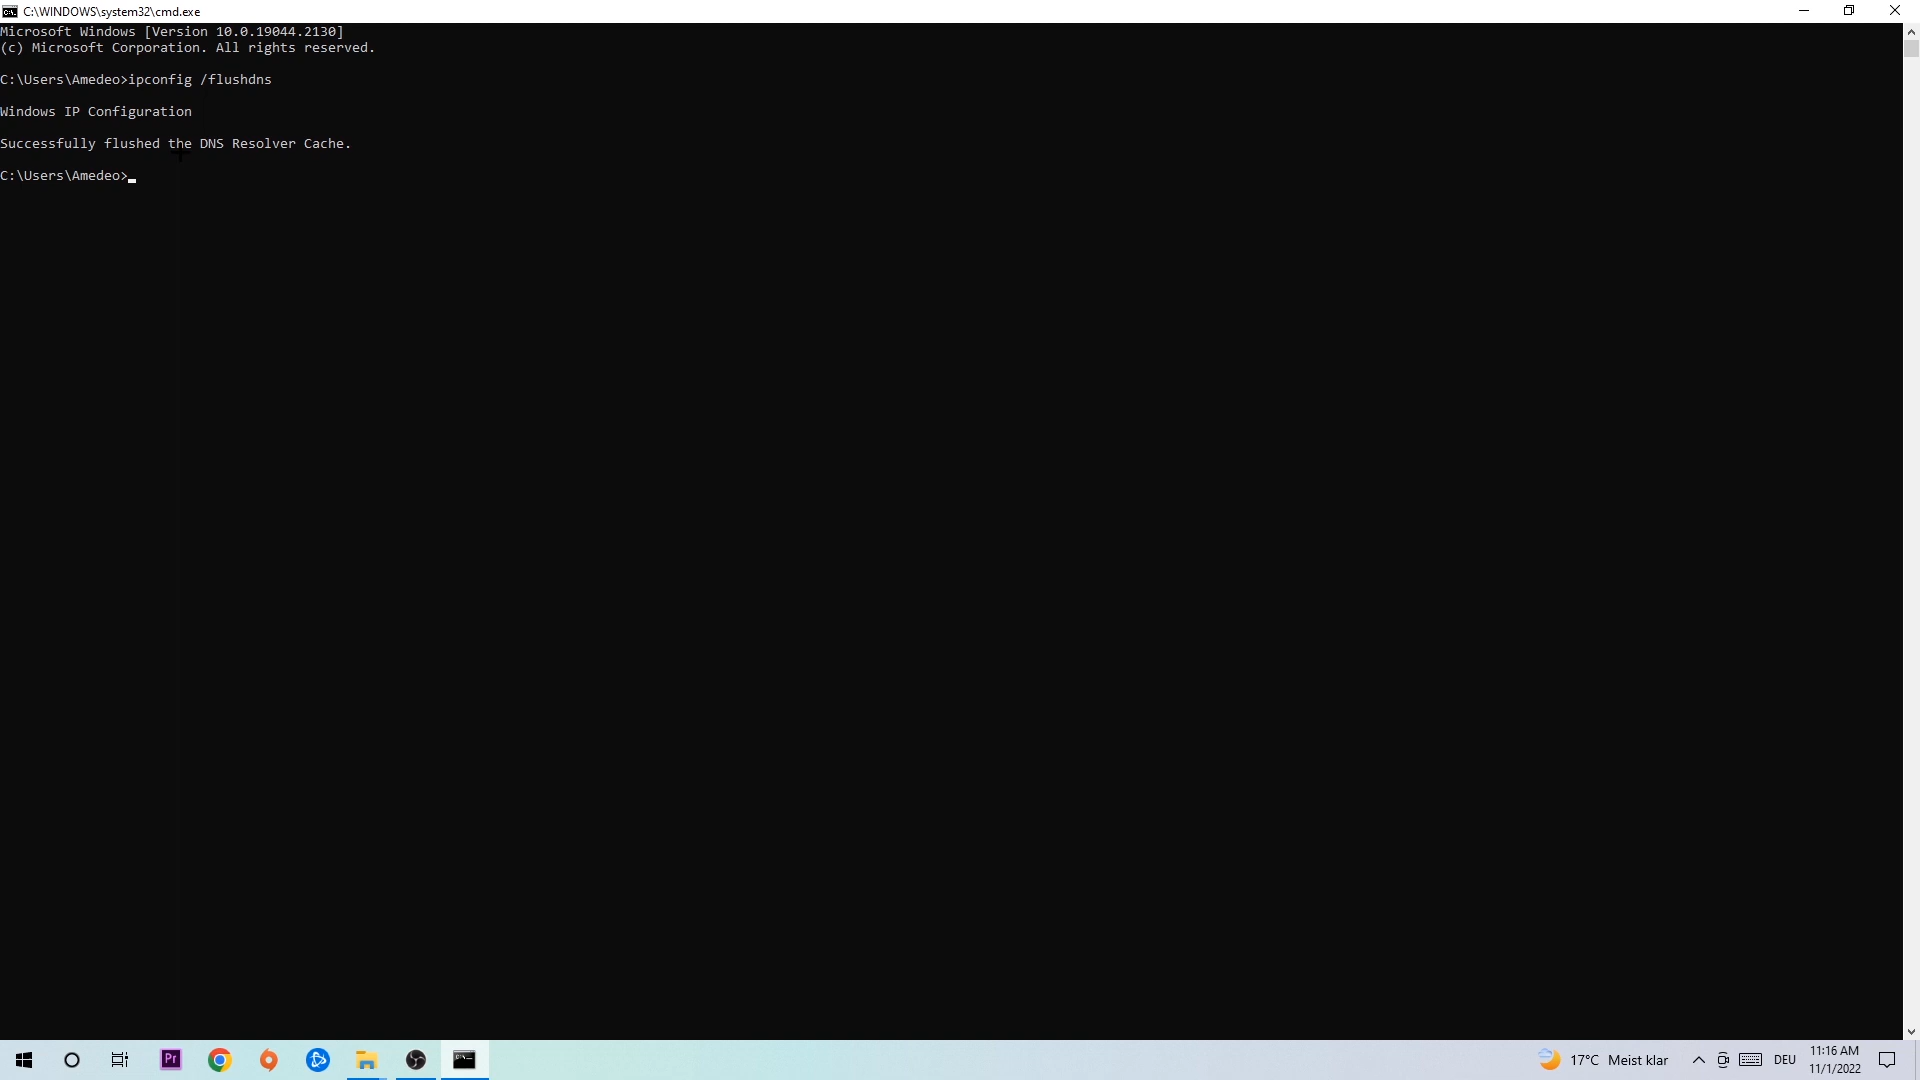 C:\WINDOWS\system32\cmd.exe
Microsoft Windows [Version 10.0.19044.2130]
(c) Microsoft Corporation. All rights reserved.
C:\Users\Amedeo>ipconfig /flushdns
Windows IP Configuration
Successfully flushed the DNS Resolver Cache.
C:\Users\Amedeo>
Pr
17°C Meist klar
DEU
11:16 AM
11/1/2022